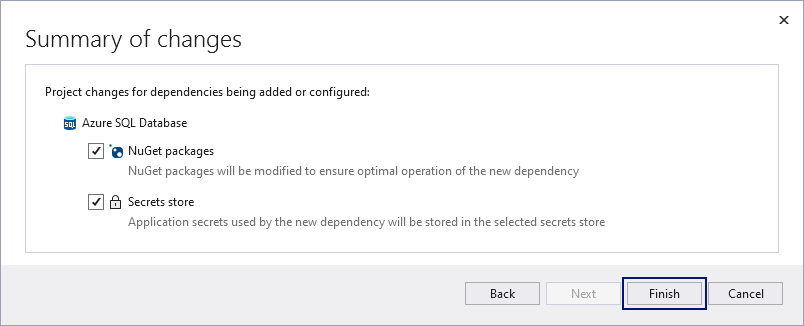 Summary of changes
Project changes for dependencies being added or configured:
SQL Azure SQL Database
NuGet packages
NuGet packages will be modified to ensure optimal operation of the new dependency
Secrets store
Application secrets used by the new dependency will be stored in the selected secrets store
Back Next Finish Cancel